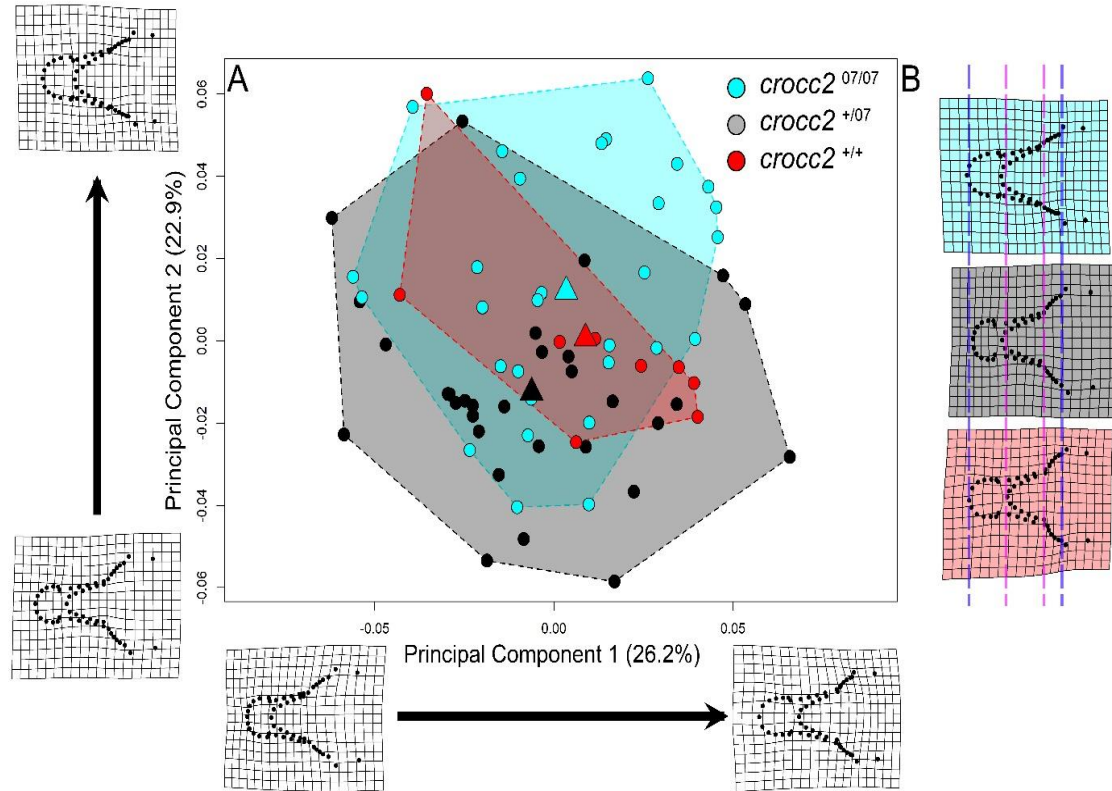 A
B
crocc2 07/07
crocc2 +/07
crocc2 +/+
Principal Component 2 (22.9%)
0.06
0.04
0.02
0.00
-0.02
-0.04
-0.06
-0.05
0.00
0.05
Principal Component 1 (26.2%)